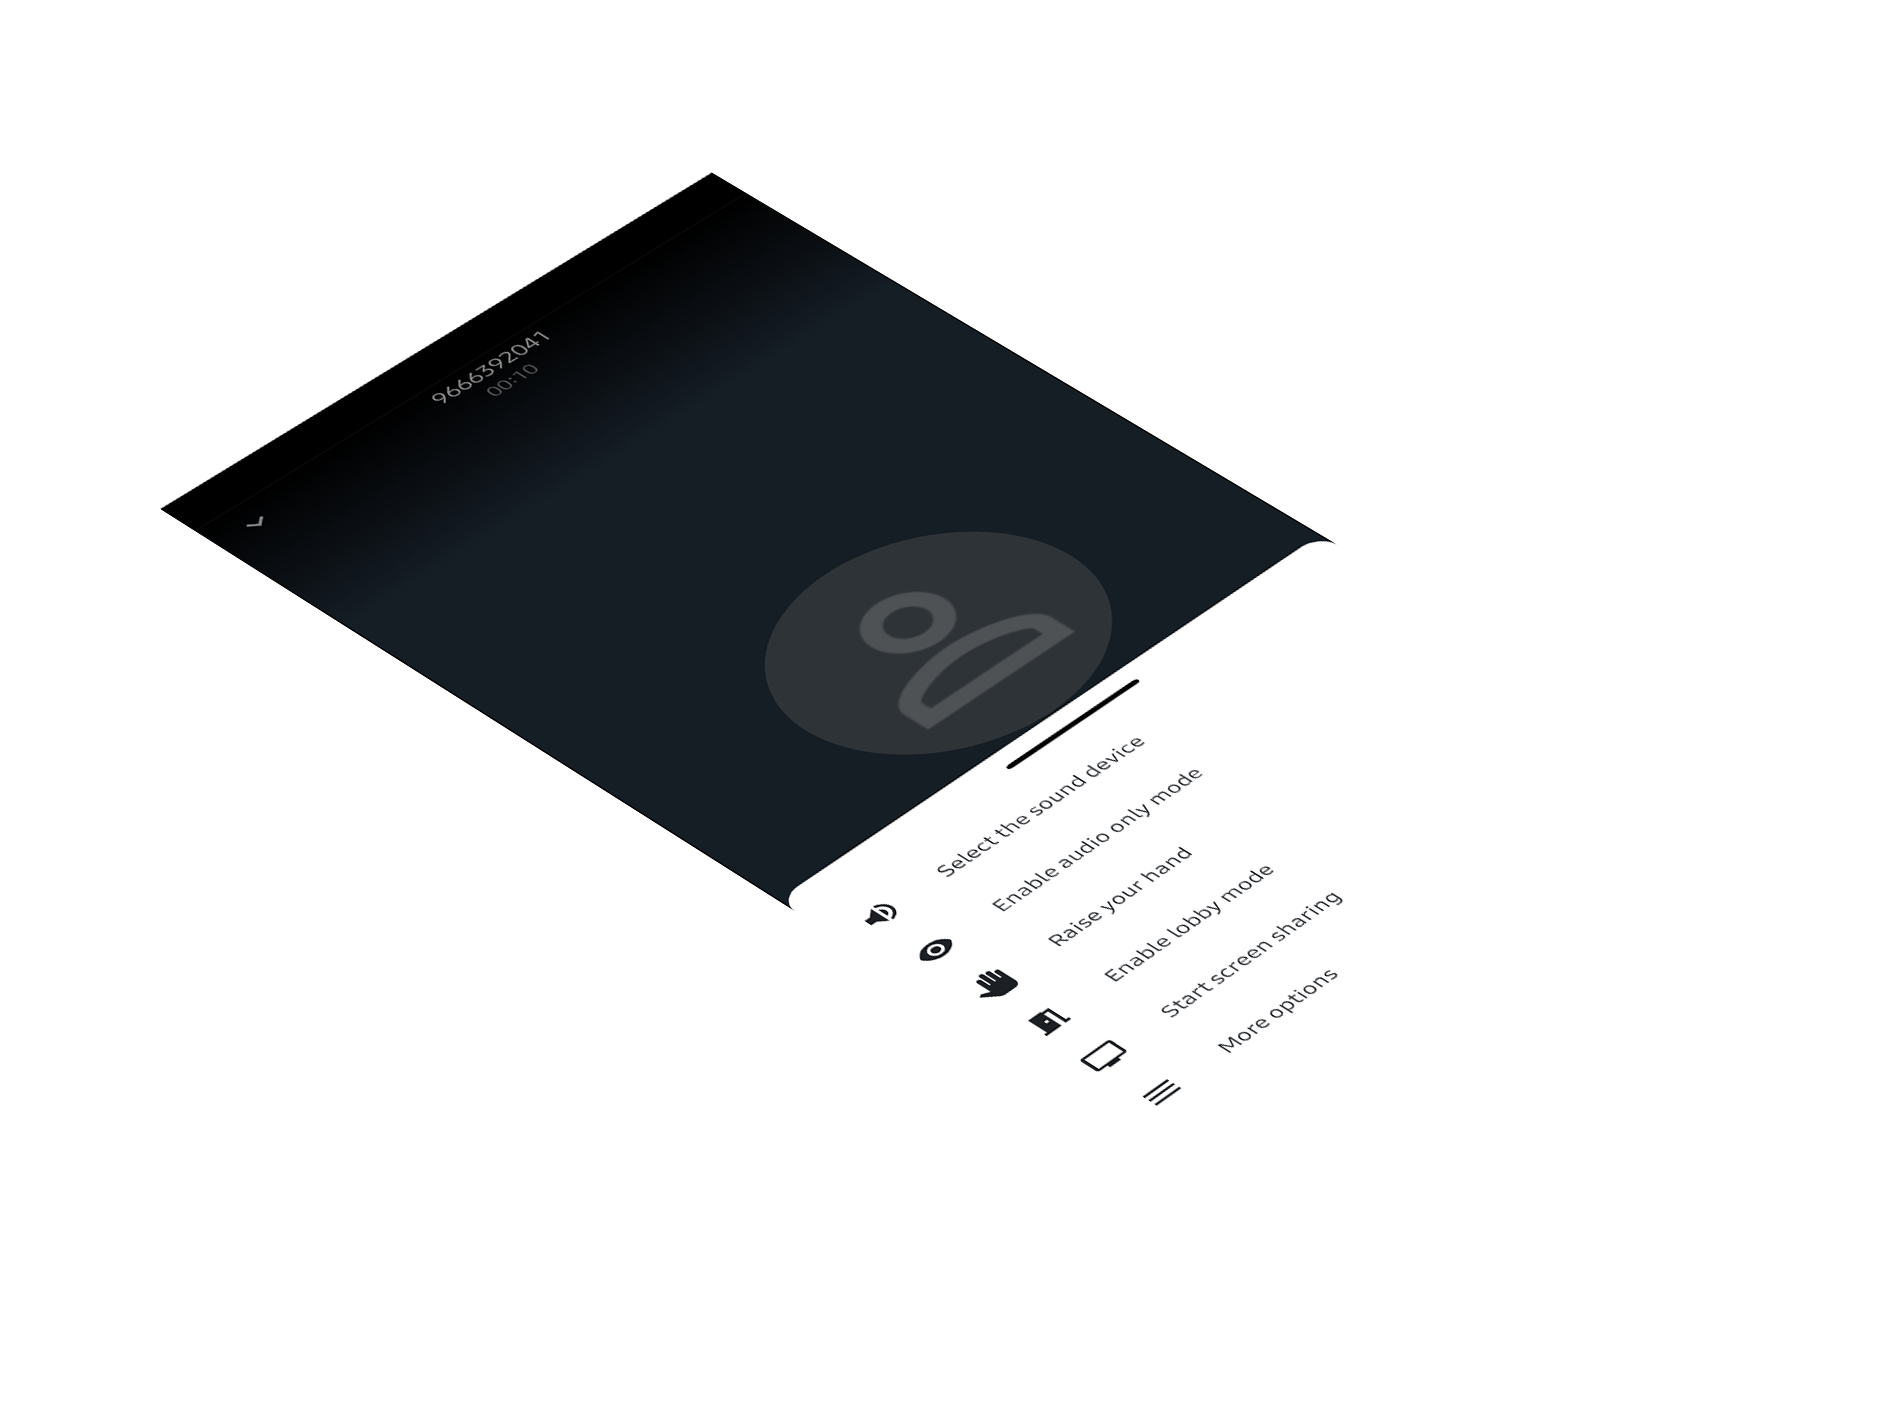 9666392041
00:10
Select the sound device
Enable audio only mode
Raise your hand
Enable lobby mode
Start screen sharing
More options